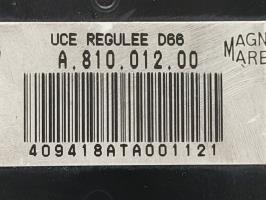 UCE REGULEE D66
A.810.012.00
MAGN
MARE
409418ATA001121